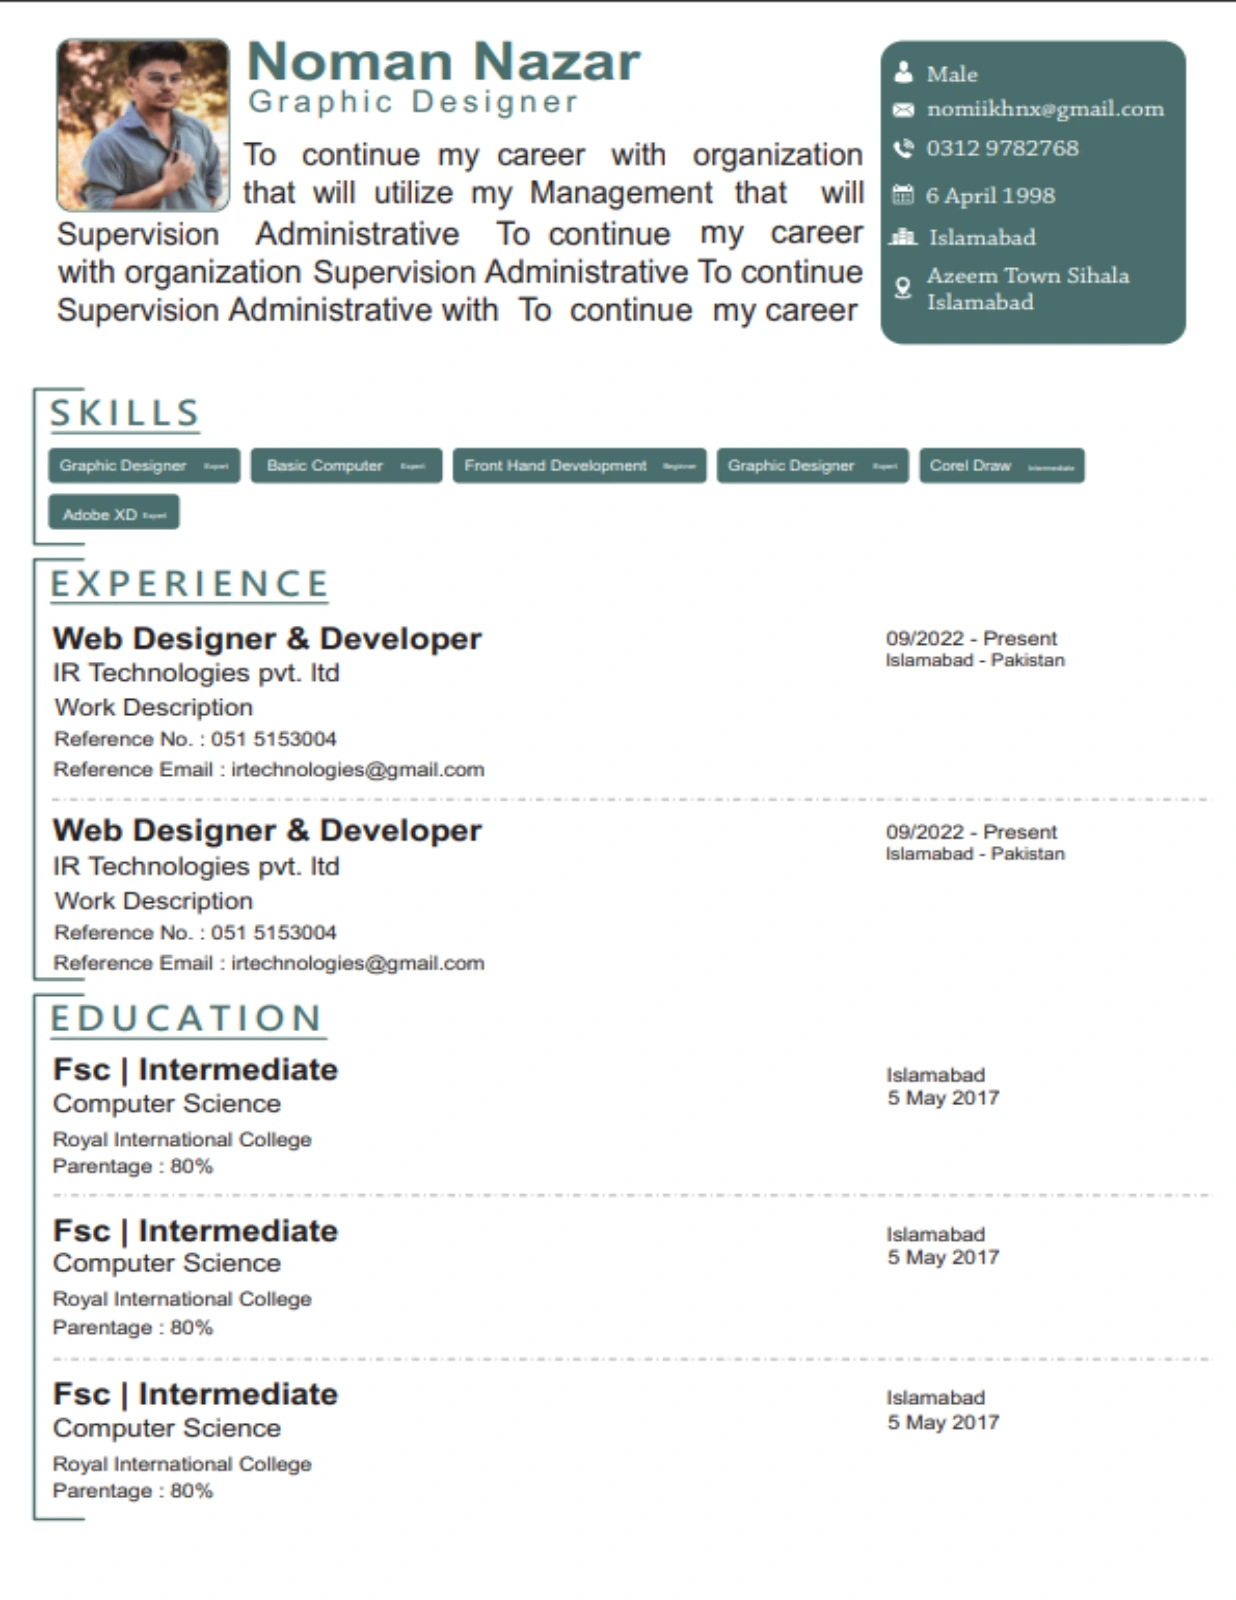 Noman Nazar
Graphic Designer
To continue my career with organization
that will utilize my Management that will
Supervision Administrative To continue my career
with organization Supervision Administrative To continue
Supervision Administrative with To continue my career
Male
nomiikhnx@gmail.com
0312 9782768
6 April 1998
Islamabad
Azeem Town Sihala
Islamabad
SKILLS
Graphic Designer Expert Basic Computer Expert Front Hand Development Beginner Graphic Designer Expert Corel Draw Intermediate
Adobe XD Expert
EXPERIENCE
Web Designer & Developer
09/2022 - Present
IR Technologies pvt. ltd
Islamabad - Pakistan
Work Description
Reference No. : 051 5153004
Reference Email : irtechnologies@gmail.com
Web Designer & Developer
09/2022 - Present
IR Technologies pvt. ltd
Islamabad - Pakistan
Work Description
Reference No. : 051 5153004
Reference Email : irtechnologies@gmail.com
EDUCATION
Fsc | Intermediate
Islamabad
Computer Science
5 May 2017
Royal International College
Parentage : 80%
Fsc | Intermediate
Islamabad
Computer Science
5 May 2017
Royal International College
Parentage : 80%
Fsc | Intermediate
Islamabad
Computer Science
5 May 2017
Royal International College
Parentage : 80%